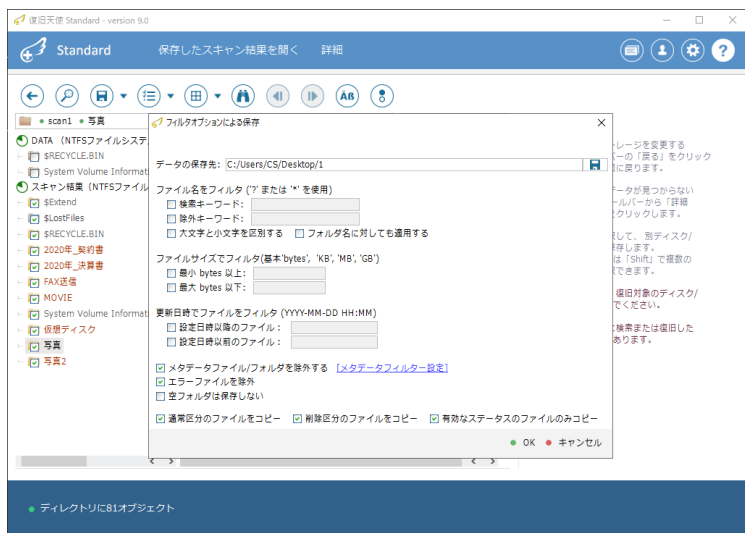 復旧天使 Standard - version 9.0
Standard 保存したスキャン結果を開く 詳細
?
Aß
scan1 写真
DATA (NTFSファイルシステ
$RECYCLE.BIN
System Volume Informat
スキャン結果 (NTFSファイル
$Extend
$LostFiles
$RECYCLE.BIN
2020年_契約書
2020年_決算書
FAX送信
MOVIE
System Volume Informat
仮想ディスク
写真
写真2
フィルタオプションによる保存
データの保存先: C:/Users/CS/Desktop/1
ファイル名をフィルタ ('?' または '*' を使用)
検索キーワード:
除外キーワード:
大文字と小文字を区別する フォルダ名に対しても適用する
ファイルサイズでフィルタ(基本'bytes', 'KB', 'MB', 'GB')
最小 bytes 以上:
最大 bytes 以下:
更新日時でファイルをフィルタ (YYYY-MM-DD HH:MM)
設定日時以降のファイル :
設定日時以前のファイル :
メタデータファイル/フォルダを除外する [メタデータフィルター設定]
エラーファイルを除外
空フォルダは保存しない
通常区分のファイルをコピー 削除区分のファイルをコピー 有効なステータスのファイルのみコピー
OK キャンセル
レージを変更する
バーの「戻る」をクリック
に戻ります。
データが見つからない
ールバーから「詳細
クリックします。
して、 別ディスク/
存します。
は「Shift」で複数の
できます。
復旧対象のディスク/
でください。
に検索または復旧した
あります。
ディレクトリに81オブジェクト